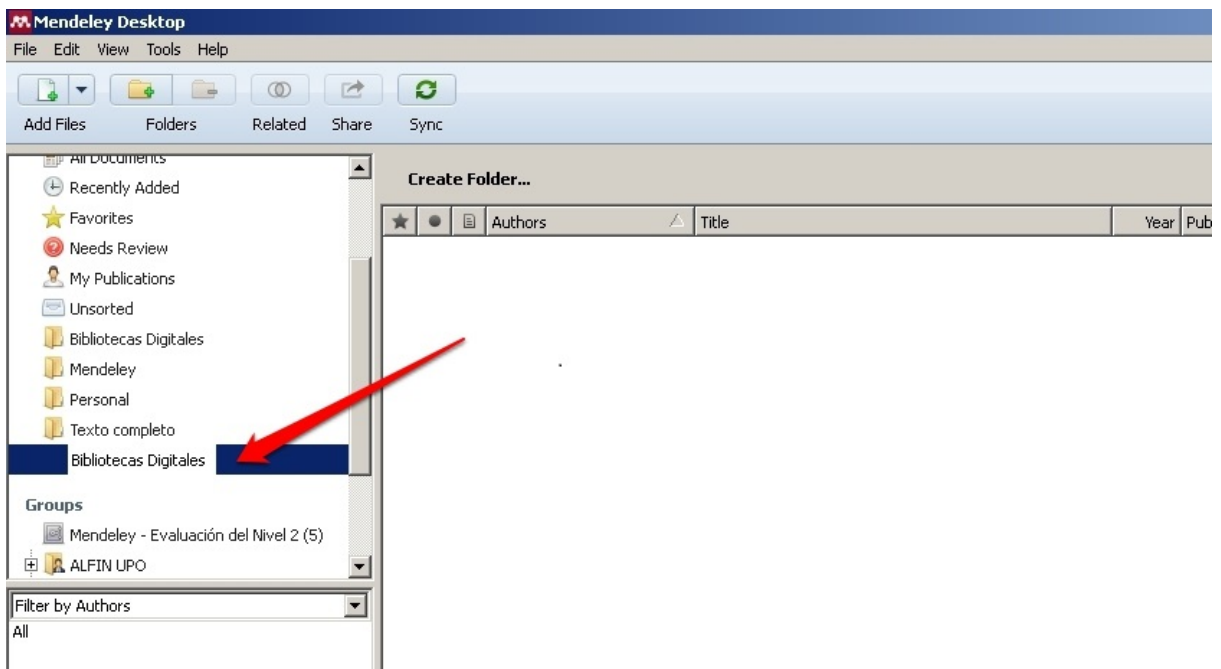 Mendeley Desktop
File Edit View Tools Help
Add Files Folders Related Share Sync
All Documents
Recently Added
Favorites
Needs Review
My Publications
Unsorted
Bibliotecas Digitales
Mendeley
Personal
Texto completo
Bibliotecas Digitales
Groups
Mendeley - Evaluación del Nivel 2 (5)
ALFIN UPO
Filter by Authors
All
Create Folder...
Authors Title Year Pub